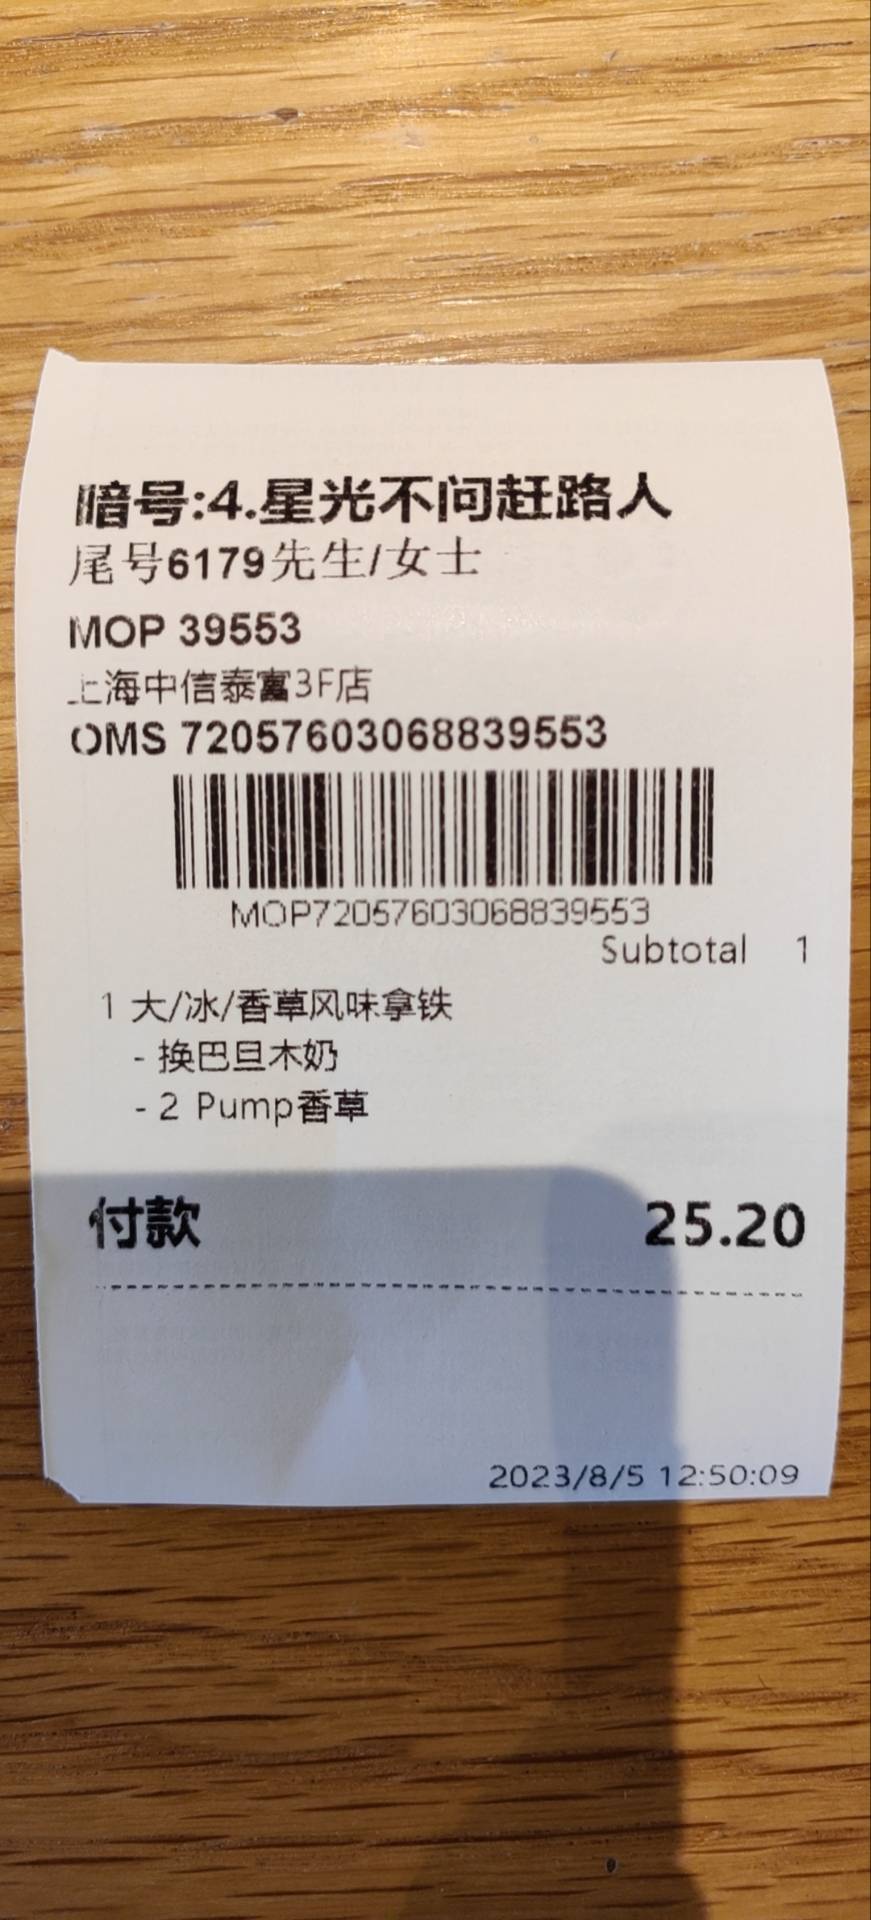 暗号:4.星光不问赶路人
尾号6179先生/女士
MOP 39553
上海中信泰富3F店
OMS 72057603068839553
MOP72057603068839553
Subtotal 1
1 大/冰/香草风味拿铁
- 换巴旦木奶
- 2 Pump香草
付款 25.20
2023/8/5 12:50:09